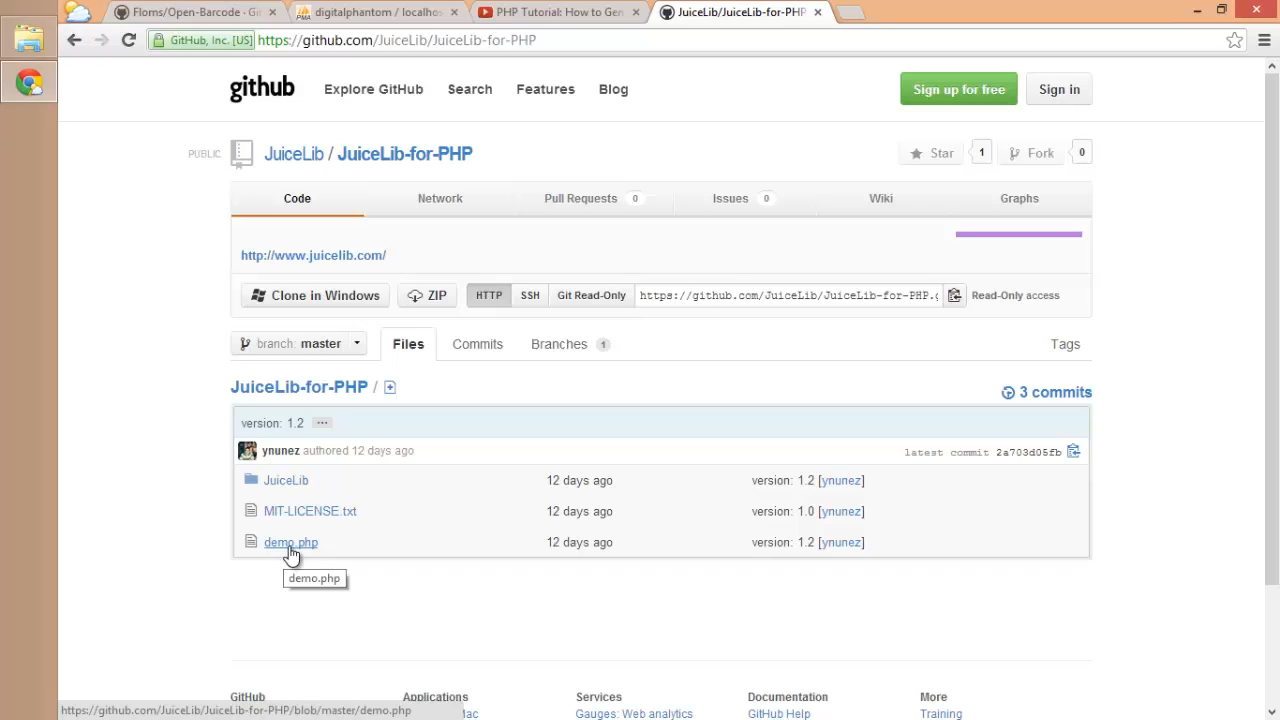 Floms/Open-Barcode - Gi
digitalphantom / localhos
PHP Tutorial: How to Gen
JuiceLib/JuiceLib-for-PHP
GitHub, Inc. [US] https://github.com/JuiceLib/JuiceLib-for-PHP
github
Explore GitHub
Search
Features
Blog
Sign up for free
Sign in
PUBLIC
JuiceLib / JuiceLib-for-PHP
Star 1
Fork 0
Code
Network
Pull Requests 0
Issues 0
Wiki
Graphs
http://www.juicelib.com/
Clone in Windows
ZIP
HTTP
SSH
Git Read-Only
https://github.com/JuiceLib/JuiceLib-for-PHP.g
Read-Only access
branch: master
Files
Commits
Branches 1
Tags
JuiceLib-for-PHP /
3 commits
version: 1.2 ...
ynunez authored 12 days ago
latest commit 2a703d05fb
JuiceLib 12 days ago version: 1.2 [ynunez]
MIT-LICENSE.txt 12 days ago version: 1.0 [ynunez]
demo.php 12 days ago version: 1.2 [ynunez]
demo.php
GitHub
Applications
Services
Documentation
More
https://github.com/JuiceLib/JuiceLib-for-PHP/blob/master/demo.php
Mac
Gauges: Web analytics
GitHub Help
Training